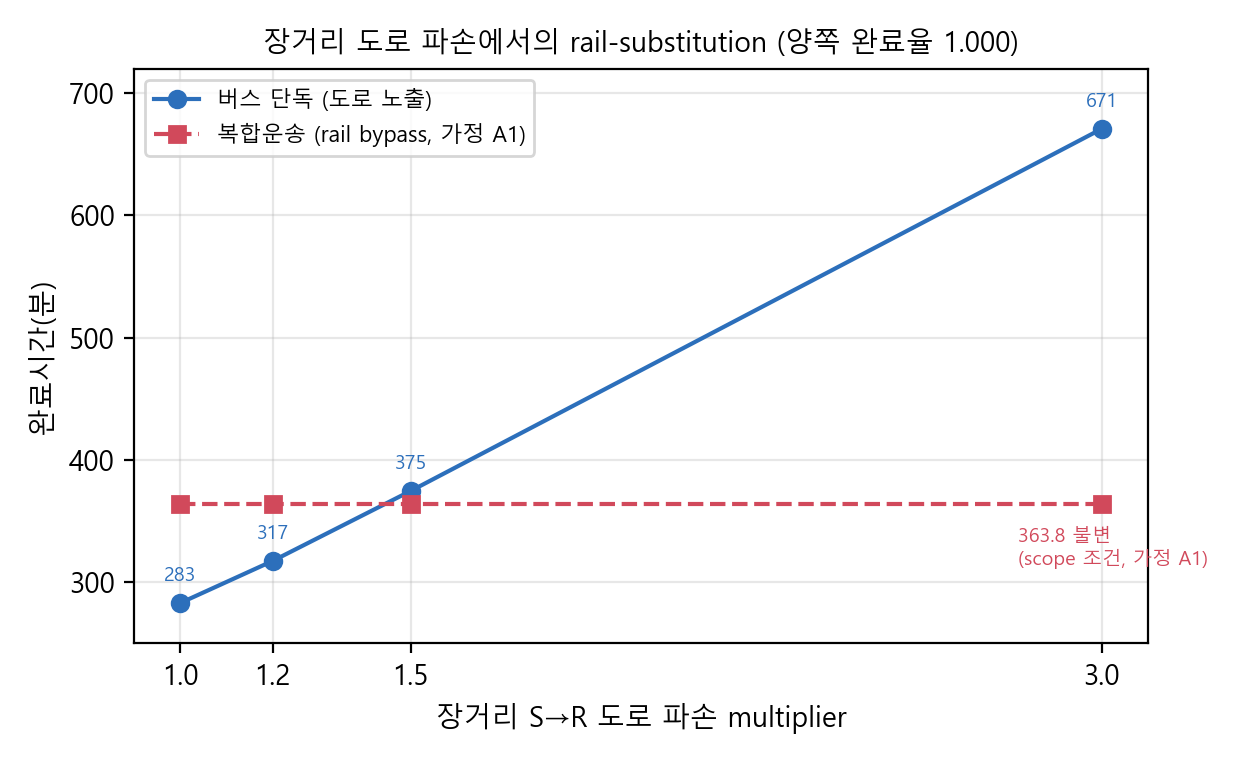 장거리 도로 파손에서의 rail-substitution (양쪽 완료율 1.000)
버스 단독 (도로 노출)
복합운송 (rail bypass, 가정 A1)
완료시간(분)
700
600
500
400
300
671
375
317
283
363.8 불변
(scope 조건, 가정 A1)
1.0
1.2
1.5
3.0
장거리 S→R 도로 파손 multiplier